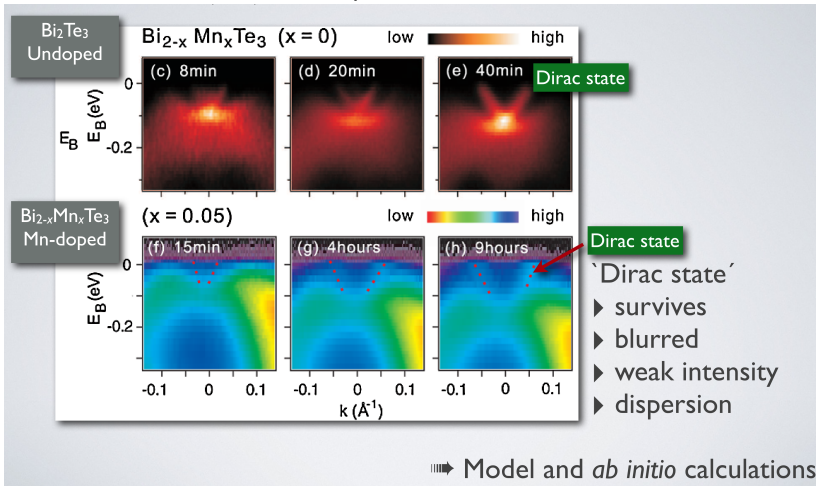 Bi₂Te₃
Undoped
Bi₂₋ₓ MnₓTe₃ (x = 0)
low high
(c) 8min
(d) 20min
(e) 40min
Dirac state
0
-0.2
E_B(eV)
E_B
Bi₂₋ₓMnₓTe₃
Mn-doped
(x = 0.05)
low high
(f) 15min
(g) 4hours
(h) 9hours
Dirac state
0
-0.2
E_B(eV)
-0.1 0 0.1
-0.1 0 0.1
-0.1 0 0.1
k (Å⁻¹)
`Dirac state´
▸ survives
▸ blurred
▸ weak intensity
▸ dispersion
➠ Model and ab initio calculations